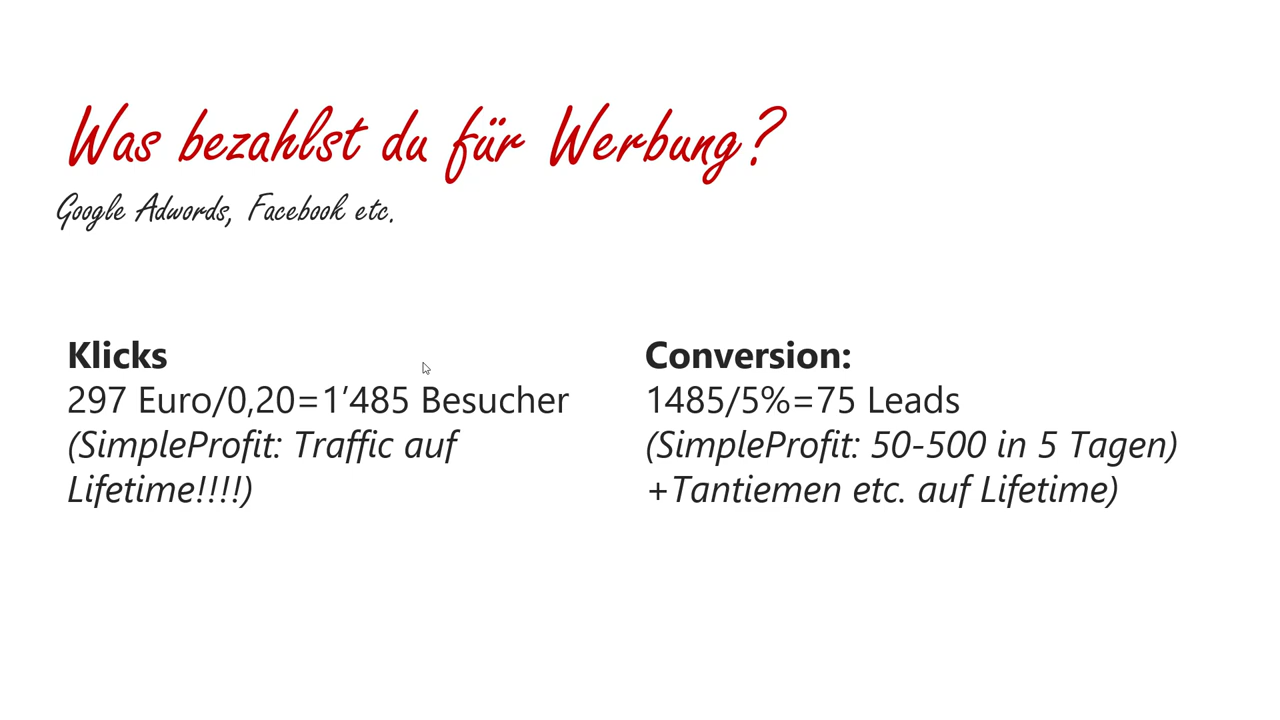 Was bezahlst du für Werbung?
Google Adwords, Facebook etc.
Klicks
297 Euro/0,20=1’485 Besucher
(SimpleProfit: Traffic auf
Lifetime!!!!)
Conversion:
1485/5%=75 Leads
(SimpleProfit: 50-500 in 5 Tagen)
+Tantiemen etc. auf Lifetime)